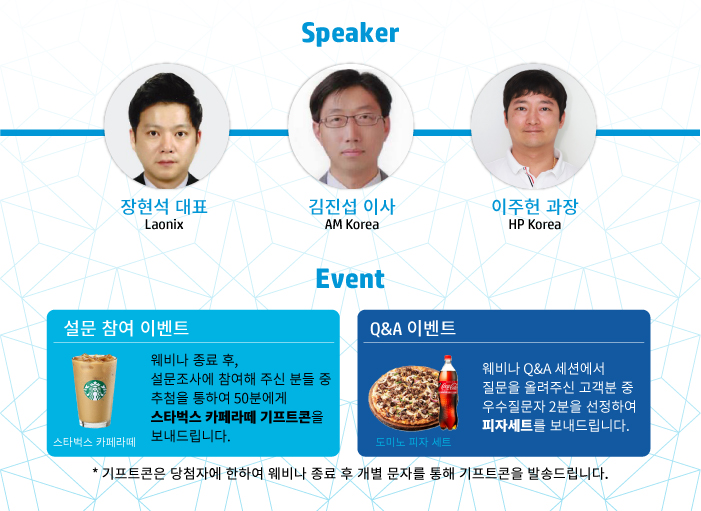 Speaker
장현석 대표
Laonix
김진섭 이사
AM Korea
이주헌 과장
HP Korea
Event
설문 참여 이벤트
웨비나 종료 후,
설문조사에 참여해 주신 분들 중
추첨을 통하여 50분에게
스타벅스 카페라떼 기프트콘을
보내드립니다.
스타벅스 카페라떼
Q&A 이벤트
웨비나 Q&A 세션에서
질문을 올려주신 고객분 중
우수질문자 2분을 선정하여
피자세트를 보내드립니다.
Coca-Cola
도미노 피자 세트
* 기프트콘은 당첨자에 한하여 웨비나 종료 후 개별 문자를 통해 기프트콘을 발송드립니다.